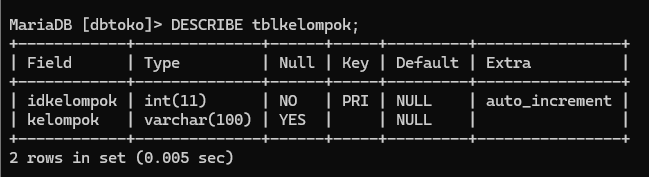 MariaDB [dbtoko]> DESCRIBE tblkelompok;
+------------+--------------+------+-----+---------+----------------+
| Field      | Type         | Null | Key | Default | Extra          |
+------------+--------------+------+-----+---------+----------------+
| idkelompok | int(11)      | NO   | PRI | NULL    | auto_increment |
| kelompok   | varchar(100) | YES  |     | NULL    |                |
+------------+--------------+------+-----+---------+----------------+
2 rows in set (0.005 sec)